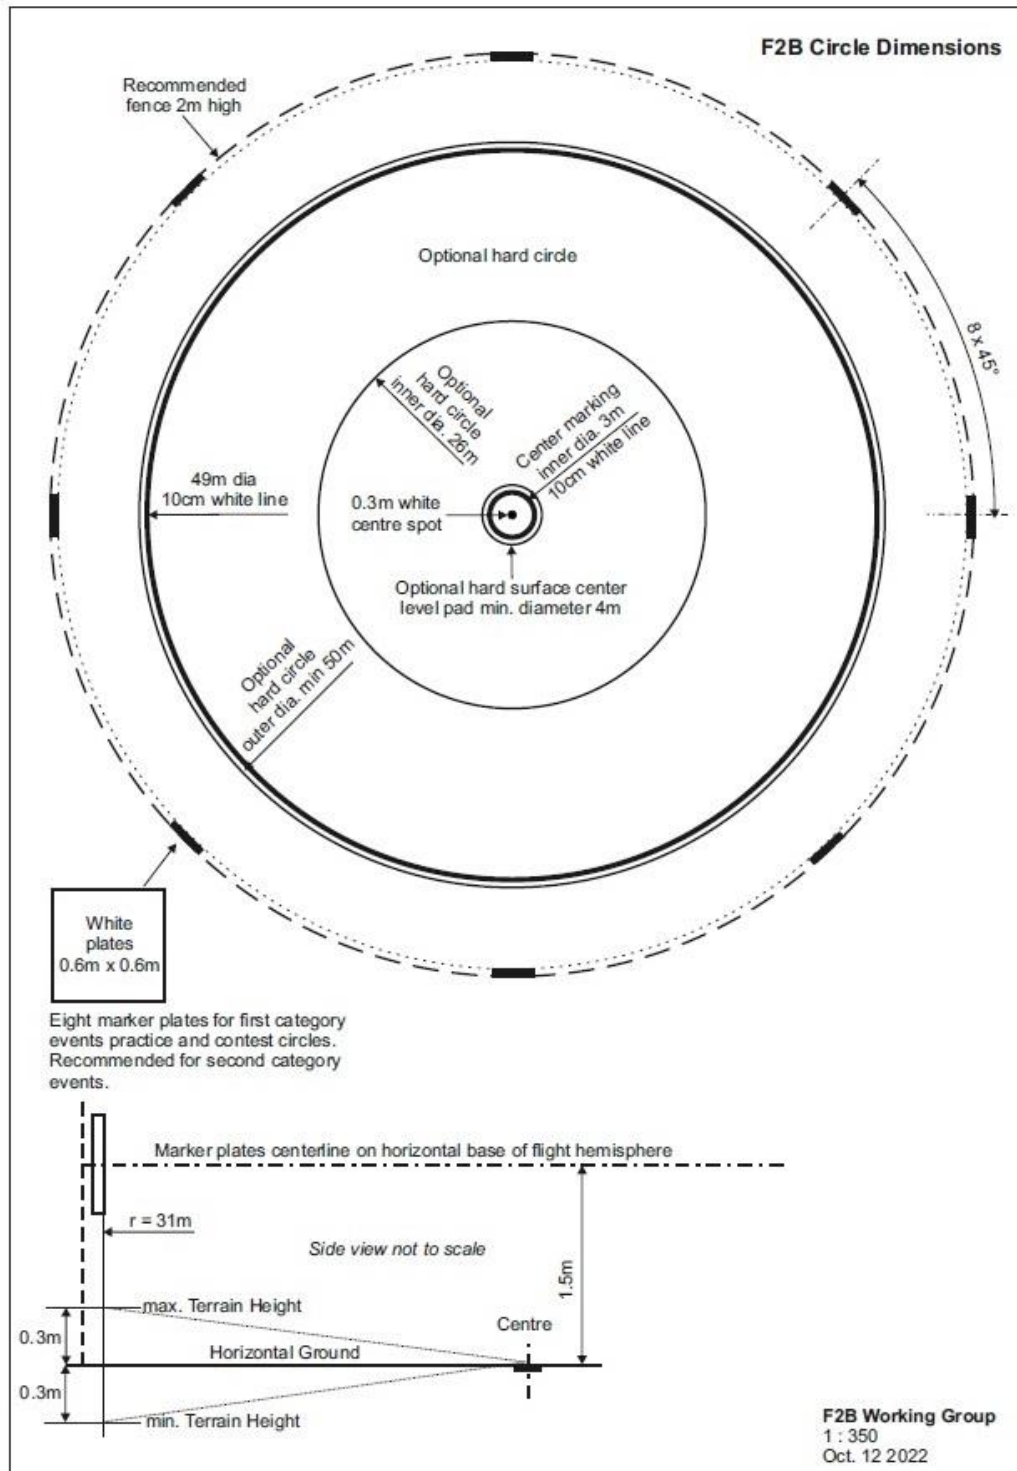 F2B Circle Dimensions
Recommended
fence 2m high
Optional hard circle
8 x 45°
Optional
hard circle
inner dia. 26m
Center marking
inner dia. 3m
10cm white line
49m dia
10cm white line
0.3m white
centre spot
Optional hard surface center
level pad min. diameter 4m
Optional
hard circle
outer dia. min 50m
White
plates
0.6m x 0.6m
Eight marker plates for first category
events practice and contest circles.
Recommended for second category
events.
Marker plates centerline on horizontal base of flight hemisphere
r = 31m
Side view not to scale
1.5m
max. Terrain Height
0.3m
Centre
Horizontal Ground
0.3m
min. Terrain Height
F2B Working Group
1 : 350
Oct. 12 2022